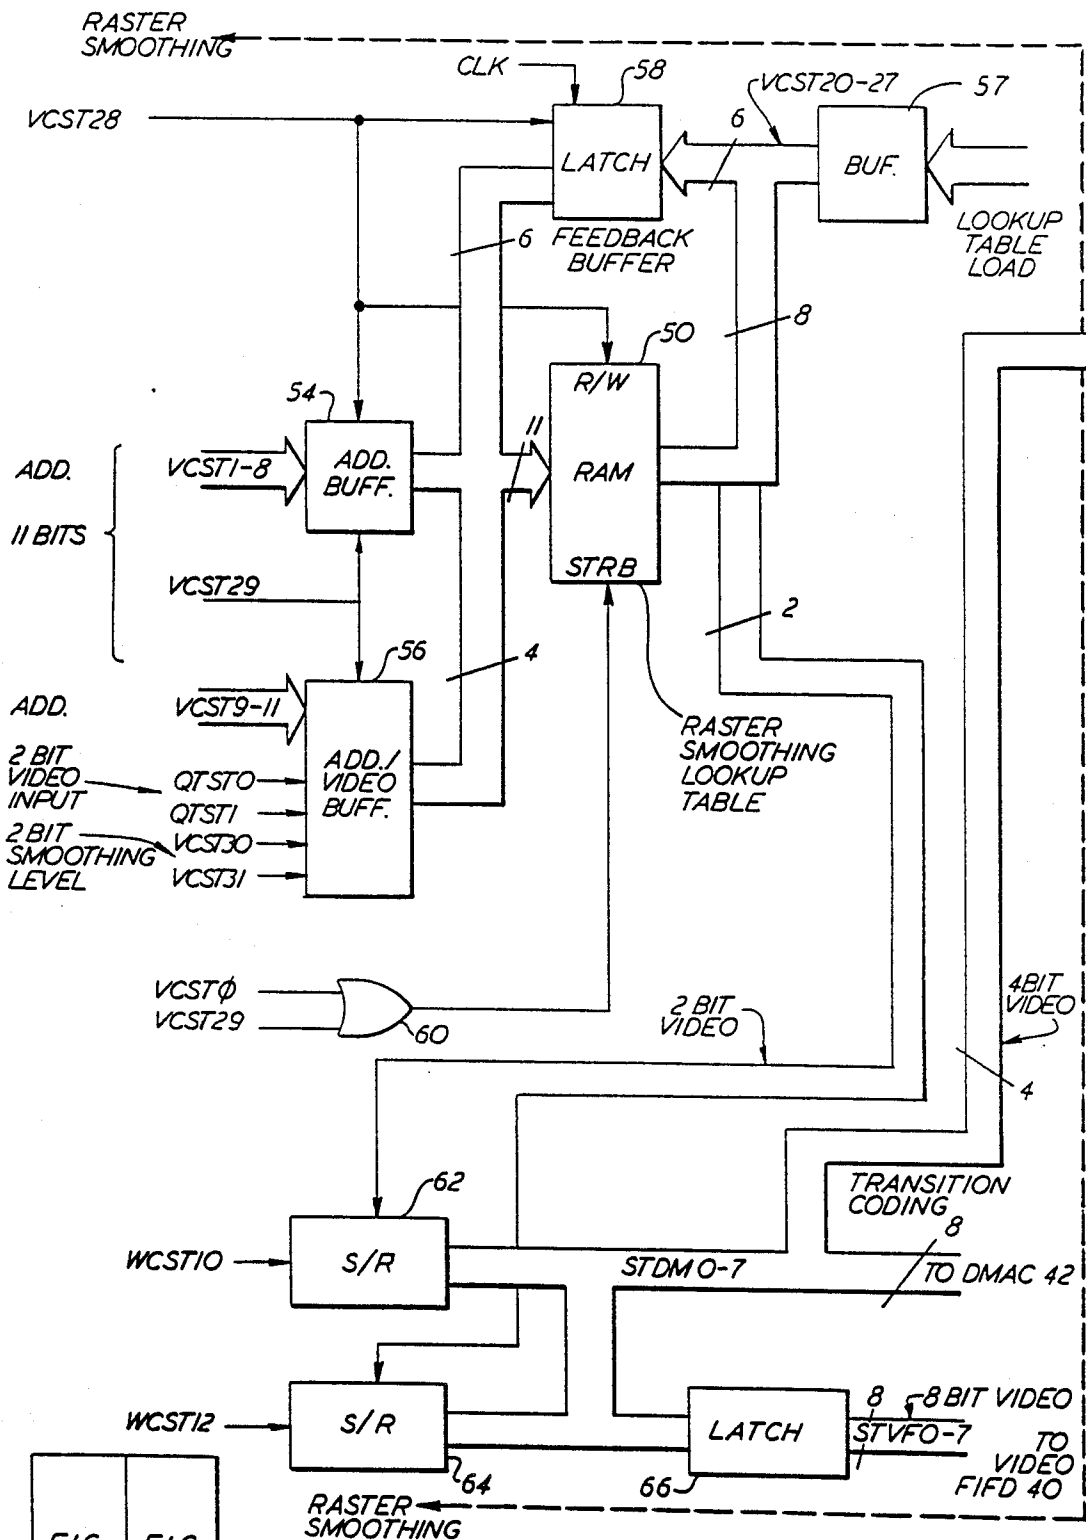 RASTER
SMOOTHING
CLK
58
VCST20-27
57
VCST28
6
LATCH
BUF.
6
FEEDBACK
BUFFER
LOOKUP
TABLE
LOAD
8
50
R/W
54
11
ADD.
VCST1-8
ADD.
BUFF.
RAM
11 BITS
STRB
VCST29
2
56
4
ADD.
VCST9-11
RASTER
SMOOTHING
LOOKUP
TABLE
2 BIT
VIDEO
INPUT
QTST0
ADD./
VIDEO
BUFF.
QTST1
2 BIT
SMOOTHING
LEVEL
VCST30
VCST31
VCSTϕ
VCST29
60
2 BIT
VIDEO
4BIT
VIDEO
4
62
TRANSITION
CODING
8
WCST10
S/R
STDM 0-7
TO DMAC 42
WCST12
S/R
LATCH
8
8 BIT VIDEO
STVF0-7
TO
VIDEO
FIFD 40
64
66
RASTER
SMOOTHING
FIG.
FIG.